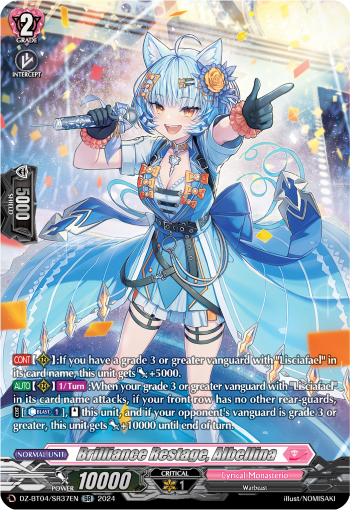 2
GRADE
INTERCEPT
5000
SHIELD
CONT【】:If you have a grade 3 or greater vanguard with "Lisciafael" in
its card name, this unit gets +5000.
AUTO【】1/Turn:When your grade 3 or greater vanguard with "Lisciafael"
in its card name attacks, if your front row has no other rear-guards,
[BLAST 1], this unit and if your opponent's vanguard is grade 3 or
greater, this unit gets +10000 until end of turn.
NORMAL UNIT
Brilliance Restage, Albellina
POWER 10000
CRITICAL
1
Lyrical Monasterio
Warbeast
DZ-BT04/SR37EN SR 2024
illust/NOMISAKI